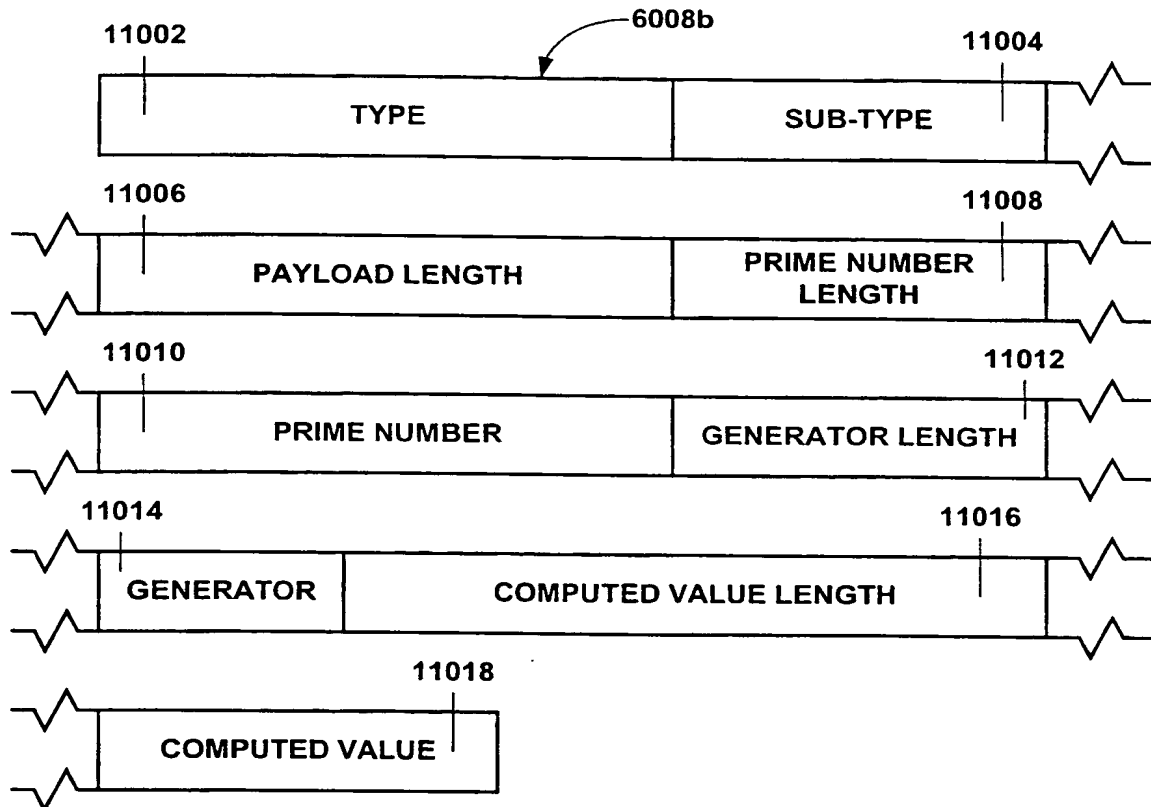 6008b
11002
11004
TYPE
SUB-TYPE
11006
11008
PAYLOAD LENGTH
PRIME NUMBER
LENGTH
11010
11012
PRIME NUMBER
GENERATOR LENGTH
11014
11016
GENERATOR
COMPUTED VALUE LENGTH
11018
COMPUTED VALUE